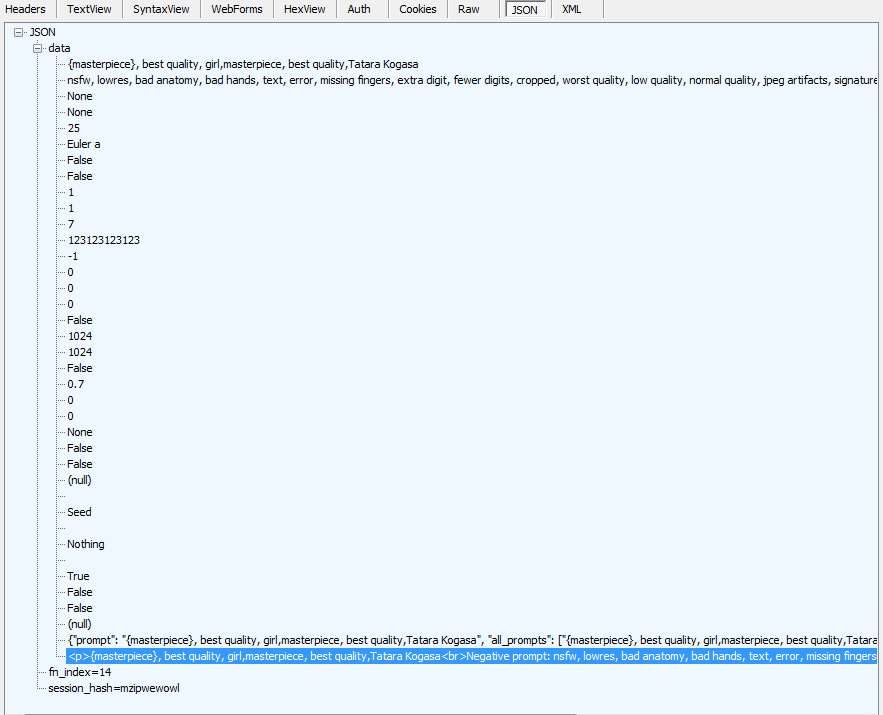 Headers TextView SyntaxView WebForms HexView Auth Cookies Raw JSON XML
JSON
data
{masterpiece}, best quality, girl,masterpiece, best quality,Tatara Kogasa
nsfw, lowres, bad anatomy, bad hands, text, error, missing fingers, extra digit, fewer digits, cropped, worst quality, low quality, normal quality, jpeg artifacts, signature
None
None
25
Euler a
False
False
1
1
7
123123123123
-1
0
0
0
False
1024
1024
False
0.7
0
0
None
False
False
(null)
Seed
Nothing
True
False
False
(null)
{"prompt": "{masterpiece}, best quality, girl,masterpiece, best quality,Tatara Kogasa", "all_prompts": ["{masterpiece}, best quality, girl,masterpiece, best quality,Tatara
<p>{masterpiece}, best quality, girl,masterpiece, best quality,Tatara Kogasa<br>Negative prompt: nsfw, lowres, bad anatomy, bad hands, text, error, missing fingers
fn_index=14
session_hash=mzipwewowl